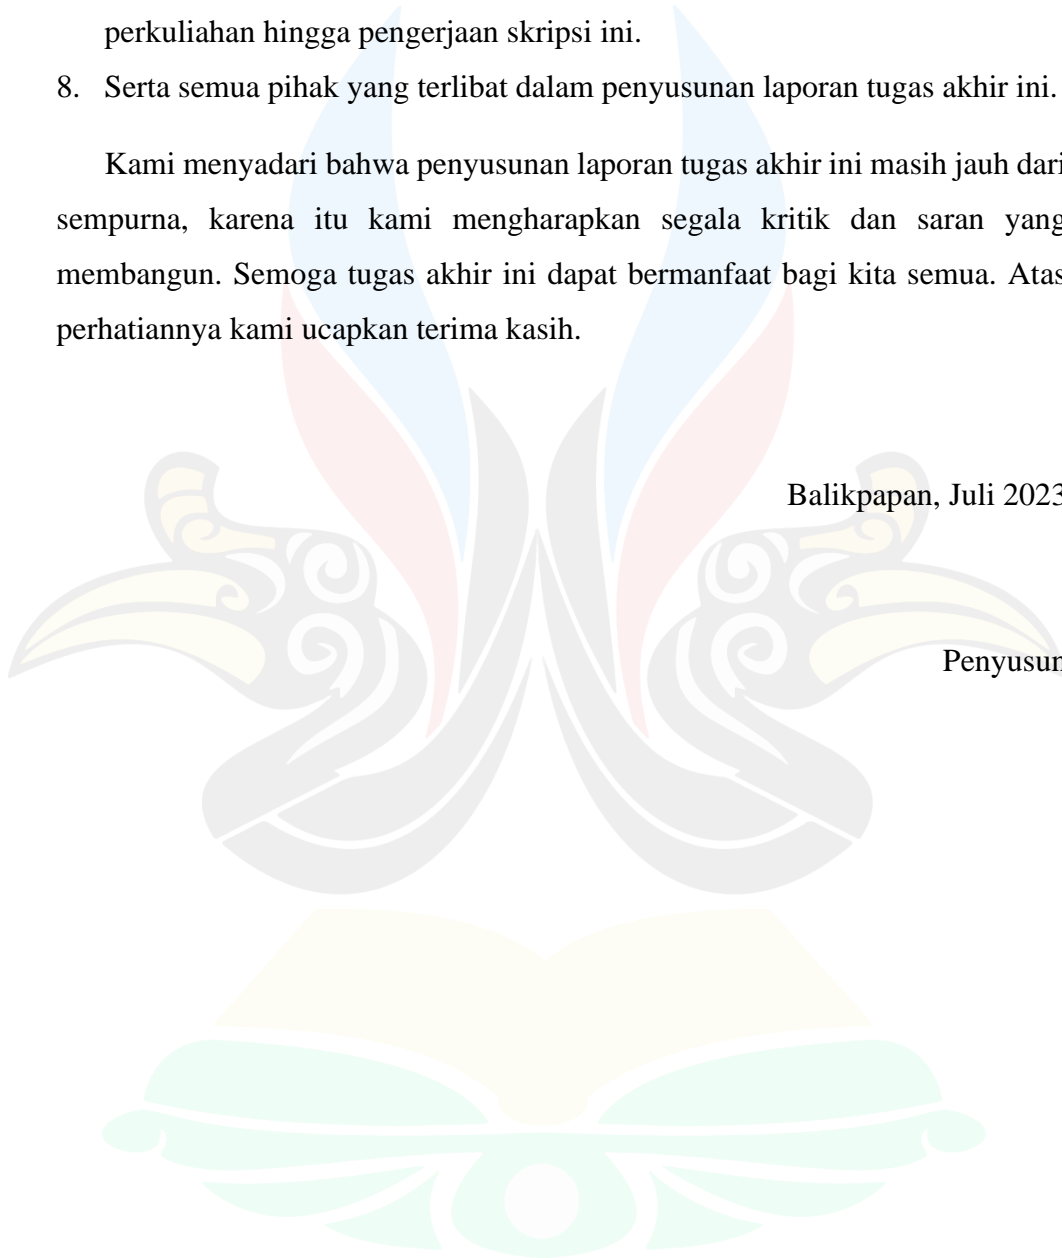 perkuliahan hingga pengerjaan skripsi ini.
8. Serta semua pihak yang terlibat dalam penyusunan laporan tugas akhir ini.
Kami menyadari bahwa penyusunan laporan tugas akhir ini masih jauh dari
sempurna, karena itu kami mengharapkan segala kritik dan saran yang
membangun. Semoga tugas akhir ini dapat bermanfaat bagi kita semua. Atas
perhatiannya kami ucapkan terima kasih.
Balikpapan, Juli 2023
Penyusun